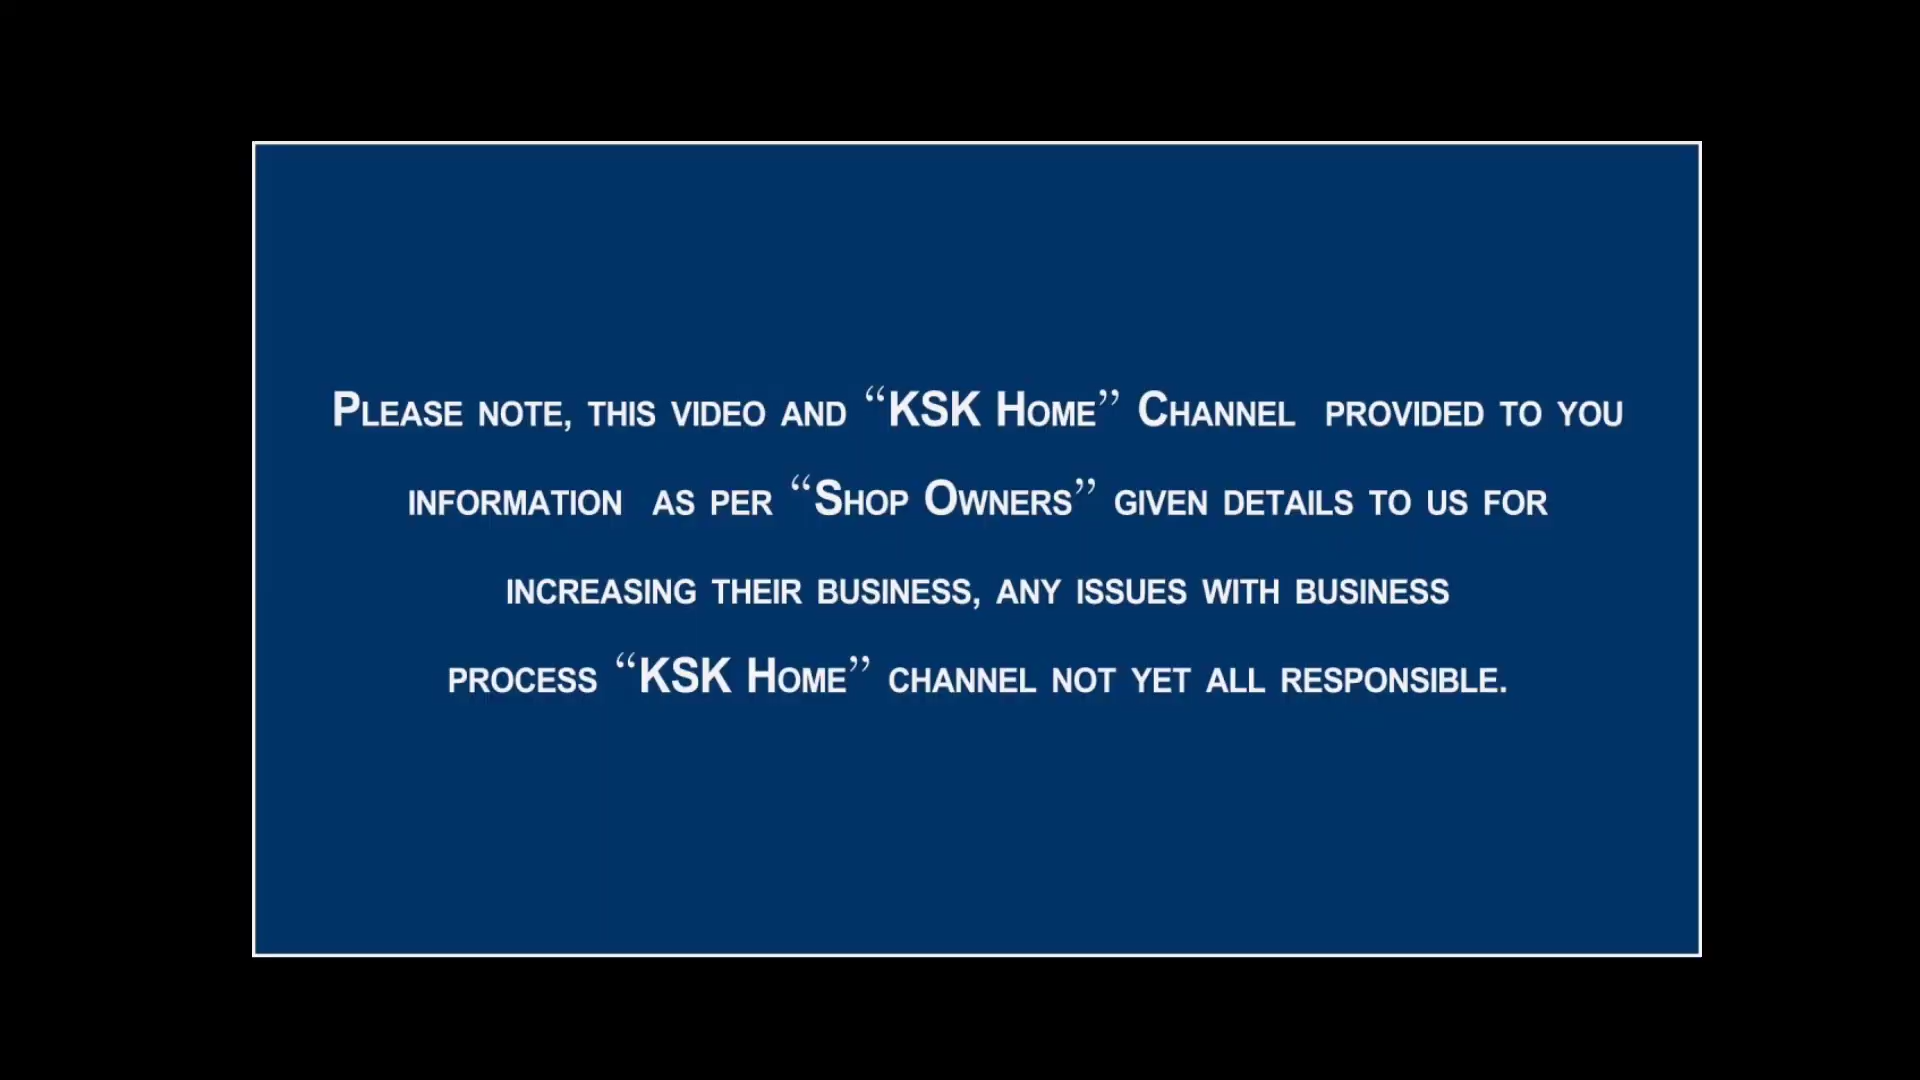 Please note, this video and “KSK Home” Channel provided to you
information as per “Shop Owners” given details to us for
increasing their business, any issues with business
process “KSK Home” channel not yet all responsible.